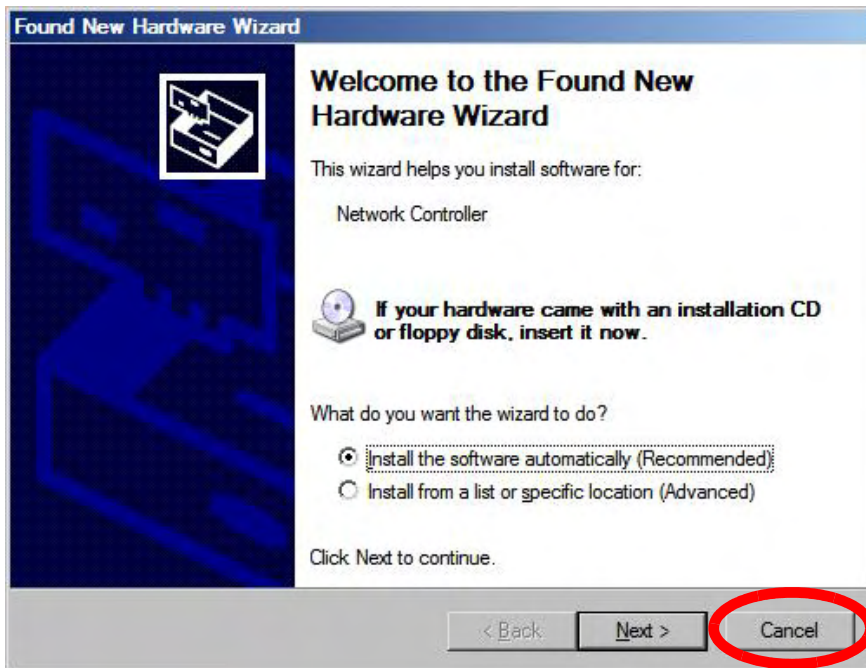 Found New Hardware Wizard
Welcome to the Found New
Hardware Wizard
This wizard helps you install software for:
Network Controller
If your hardware came with an installation CD
or floppy disk, insert it now.
What do you want the wizard to do?
Install the software automatically (Recommended)
Install from a list or specific location (Advanced)
Click Next to continue.
< Back
Next >
Cancel